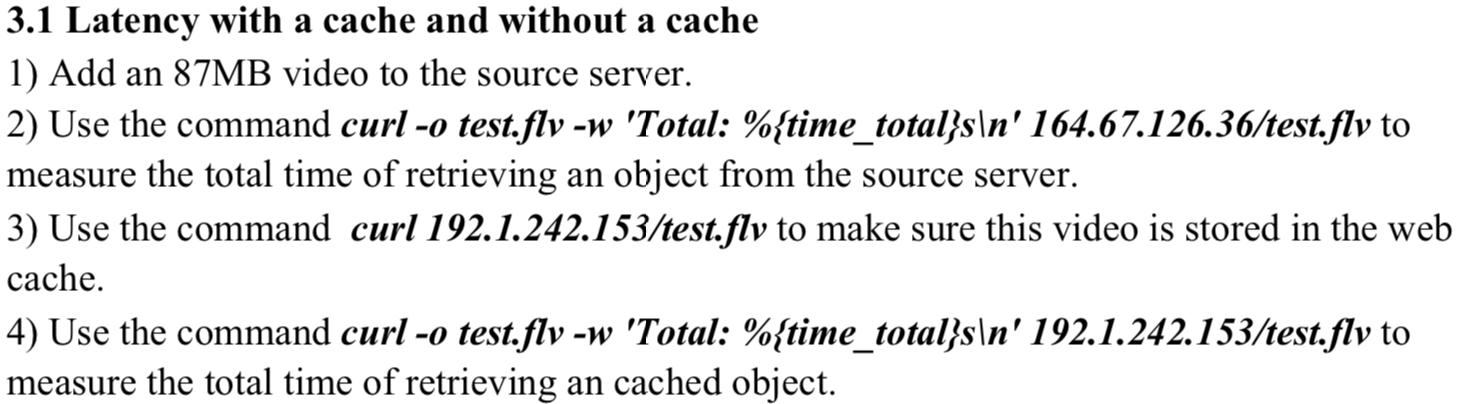 3.1 Latency with a cache and without a cache
1) Add an 87MB video to the source server.
2) Use the command curl -o test.flv -w 'Total: %{time_total}s\n' 164.67.126.36/test.flv to
measure the total time of retrieving an object from the source server.
3) Use the command curl 192.1.242.153/test.flv to make sure this video is stored in the web
cache.
4) Use the command curl -o test.flv -w 'Total: %{time_total}s\n' 192.1.242.153/test.flv to
measure the total time of retrieving an cached object.